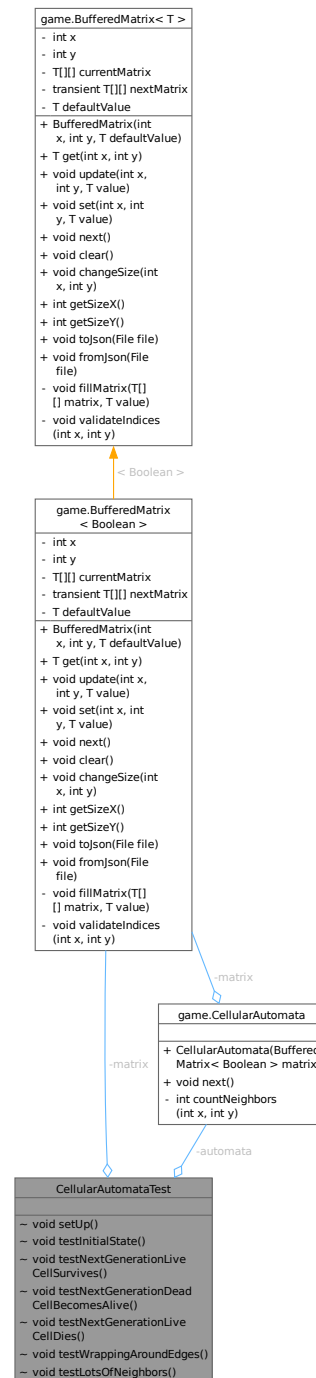 game.BufferedMatrix< T >
- int x
- int y
- T[][] currentMatrix
- transient T[][] nextMatrix
- T defaultValue
+ BufferedMatrix(int
x, int y, T defaultValue)
+ T get(int x, int y)
+ void update(int x,
int y, T value)
+ void set(int x, int
y, T value)
+ void next()
+ void clear()
+ void changeSize(int
x, int y)
+ int getSizeX()
+ int getSizeY()
+ void toJson(File file)
+ void fromJson(File
file)
- void fillMatrix(T[]
[] matrix, T value)
- void validateIndices
(int x, int y)
< Boolean >
game.BufferedMatrix
< Boolean >
- int x
- int y
- T[][] currentMatrix
- transient T[][] nextMatrix
- T defaultValue
+ BufferedMatrix(int
x, int y, T defaultValue)
+ T get(int x, int y)
+ void update(int x,
int y, T value)
+ void set(int x, int
y, T value)
+ void next()
+ void clear()
+ void changeSize(int
x, int y)
+ int getSizeX()
+ int getSizeY()
+ void toJson(File file)
+ void fromJson(File
file)
- void fillMatrix(T[]
[] matrix, T value)
- void validateIndices
(int x, int y)
-matrix
game.CellularAutomata
+ CellularAutomata(Buffered
Matrix< Boolean > matrix
+ void next()
- int countNeighbors
(int x, int y)
-matrix
-automata
CellularAutomataTest
~ void setUp()
~ void testInitialState()
~ void testNextGenerationLive
CellSurvives()
~ void testNextGenerationDead
CellBecomesAlive()
~ void testNextGenerationLive
CellDies()
~ void testWrappingAroundEdges()
~ void testLotsOfNeighbors()